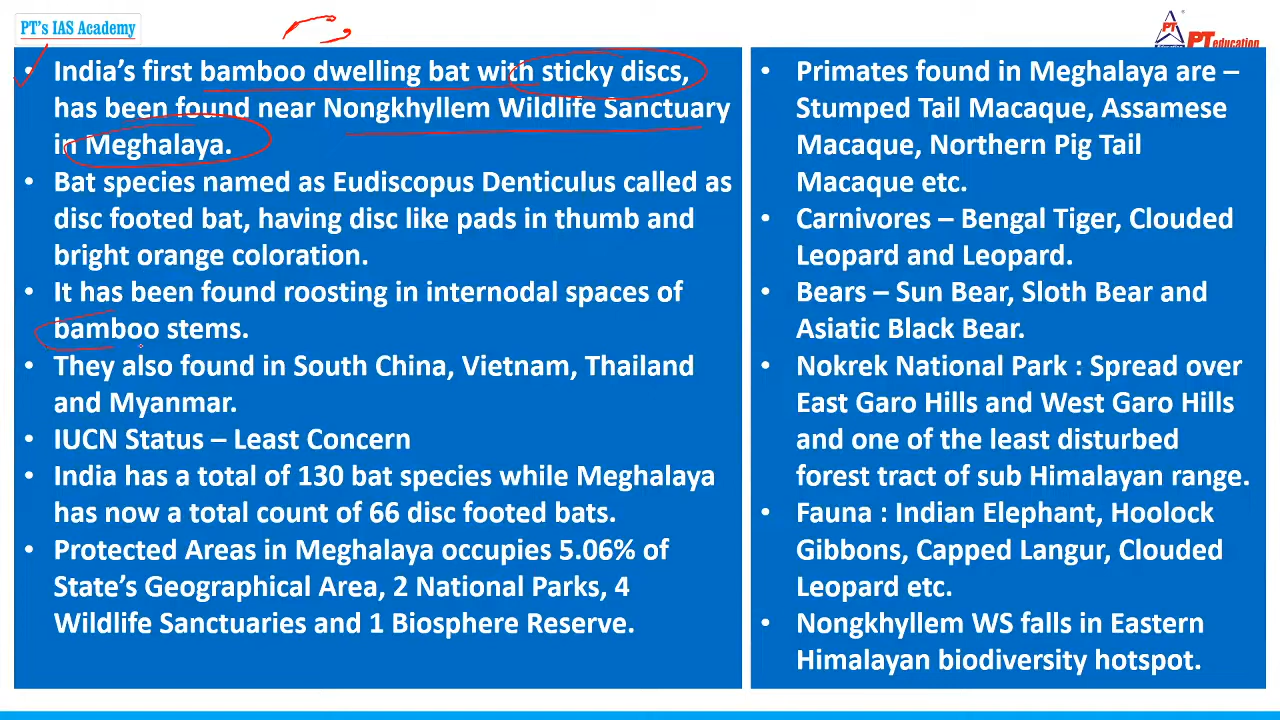 PT's IAS Academy
PT education
• India's first bamboo dwelling bat with sticky discs,
has been found near Nongkhyllem Wildlife Sanctuary
in Meghalaya.
• Bat species named as Eudiscopus Denticulus called as
disc footed bat, having disc like pads in thumb and
bright orange coloration.
• It has been found roosting in internodal spaces of
bamboo stems.
• They also found in South China, Vietnam, Thailand
and Myanmar.
• IUCN Status – Least Concern
• India has a total of 130 bat species while Meghalaya
has now a total count of 66 disc footed bats.
• Protected Areas in Meghalaya occupies 5.06% of
State's Geographical Area, 2 National Parks, 4
Wildlife Sanctuaries and 1 Biosphere Reserve.
• Primates found in Meghalaya are –
Stumped Tail Macaque, Assamese
Macaque, Northern Pig Tail
Macaque etc.
• Carnivores – Bengal Tiger, Clouded
Leopard and Leopard.
• Bears – Sun Bear, Sloth Bear and
Asiatic Black Bear.
• Nokrek National Park : Spread over
East Garo Hills and West Garo Hills
and one of the least disturbed
forest tract of sub Himalayan range.
• Fauna : Indian Elephant, Hoolock
Gibbons, Capped Langur, Clouded
Leopard etc.
• Nongkhyllem WS falls in Eastern
Himalayan biodiversity hotspot.